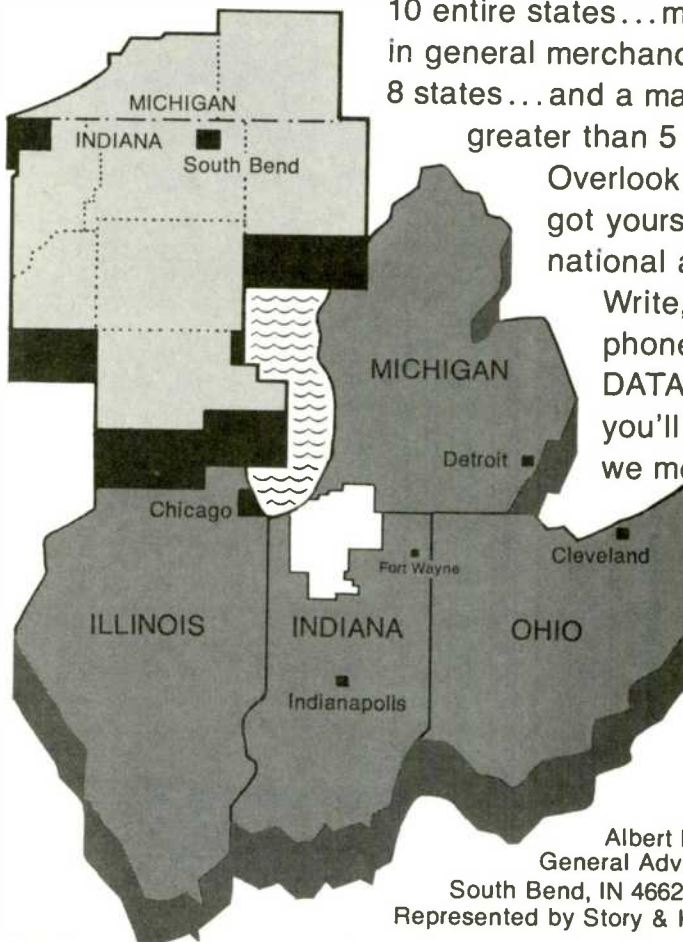 10 entire states...m
in general merchand
8 states...and a ma
greater than 5
Overlook
got yours
national a
Write,
phone
DATA
you'll
we mo
MICHIGAN
INDIANA
South Bend
MICHIGAN
Detroit
Chicago
Fort Wayne
Cleveland
ILLINOIS
INDIANA
OHIO
Indianapolis
Albert
General Adv
South Bend, IN 4662
Represented by Story &